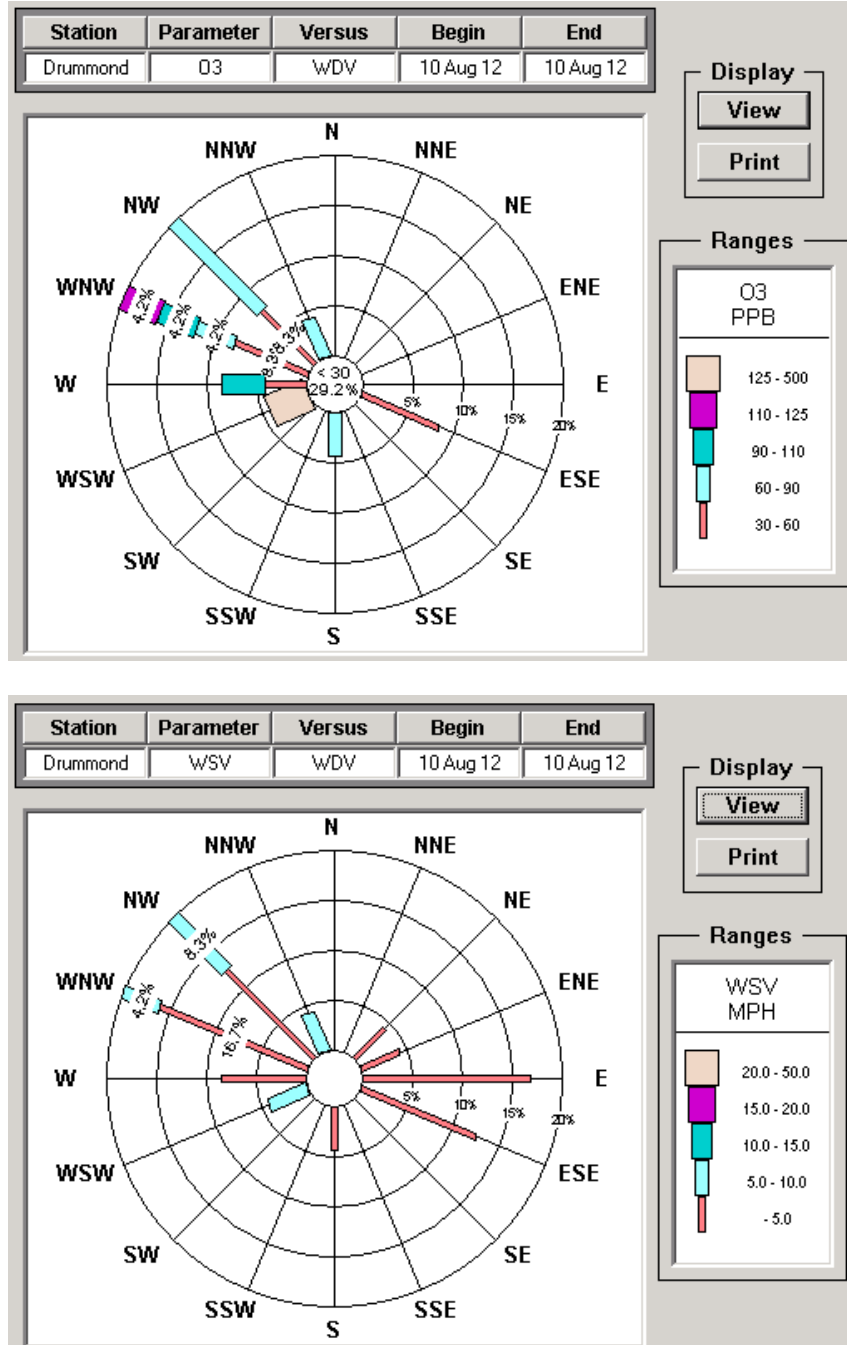 Station Parameter Versus Begin End
Drummond O3 WDV 10 Aug 12 10 Aug 12
Display
View
Print
N
NNW NNE
NW NE
WNW ENE
4.2% 4.2% 4.2% 8.3% 8.3%
< 30
29.2%
W E
5% 10% 15% 20%
WSW ESE
SW SE
SSW SSE
S
Ranges
O3
PPB
125 - 500
110 - 125
90 - 110
60 - 90
30 - 60
Station Parameter Versus Begin End
Drummond WSV WDV 10 Aug 12 10 Aug 12
Display
View
Print
N
NNW NNE
NW NE
8.3%
WNW ENE
4.2% 16.7%
W E
5% 10% 15% 20%
WSW ESE
SW SE
SSW SSE
S
Ranges
WSV
MPH
20.0 - 50.0
15.0 - 20.0
10.0 - 15.0
5.0 - 10.0
- 5.0